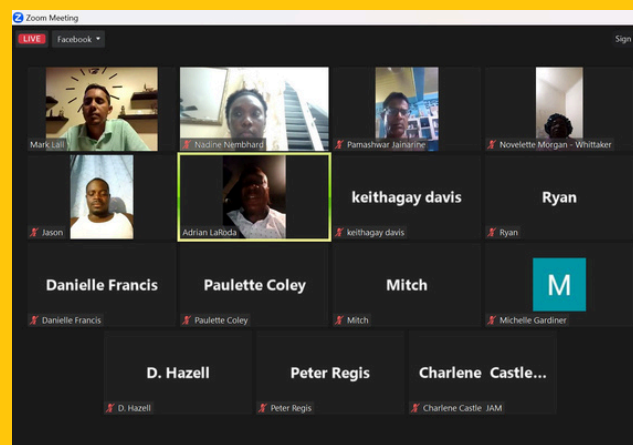 Zoom Meeting
LIVE Facebook Sign
Mark Lall
Nadine Nembhard
Pamashwar Jainarine
Novelette Morgan - Whittaker
Jason
Adrian LaRoda
keithagay davis
keithagay davis
Ryan
Ryan
Danielle Francis
Danielle Francis
Paulette Coley
Paulette Coley
Mitch
Mitch
M
Michelle Gardiner
D. Hazell
D. Hazell
Peter Regis
Peter Regis
Charlene Castle...
Charlene Castle JAM